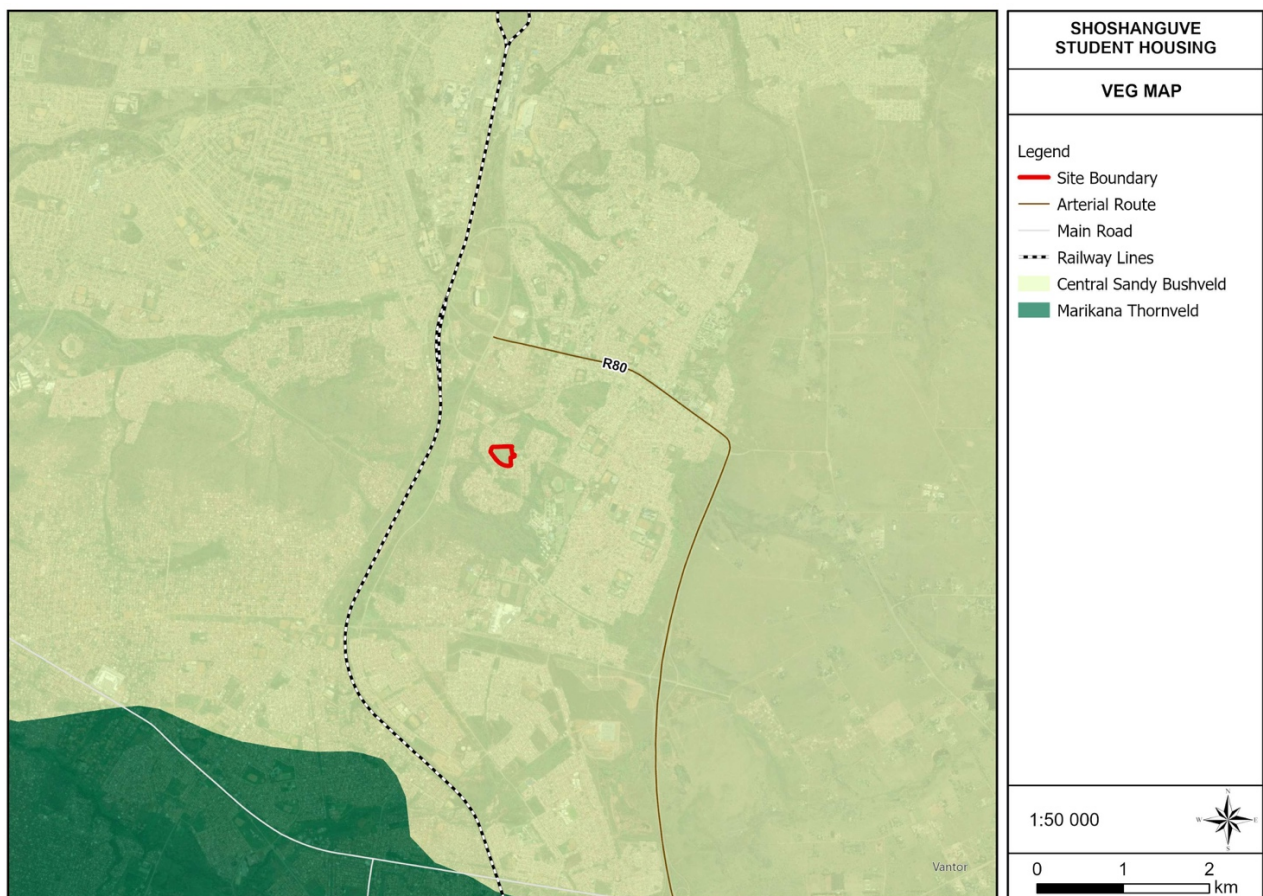 SHOSHANGUVE
STUDENT HOUSING
VEG MAP
Legend
Site Boundary
Arterial Route
Main Road
Railway Lines
Central Sandy Bushveld
Marikana Thornveld
R80
Vantor
1:50 000
N
W
E
S
0 1 2
km